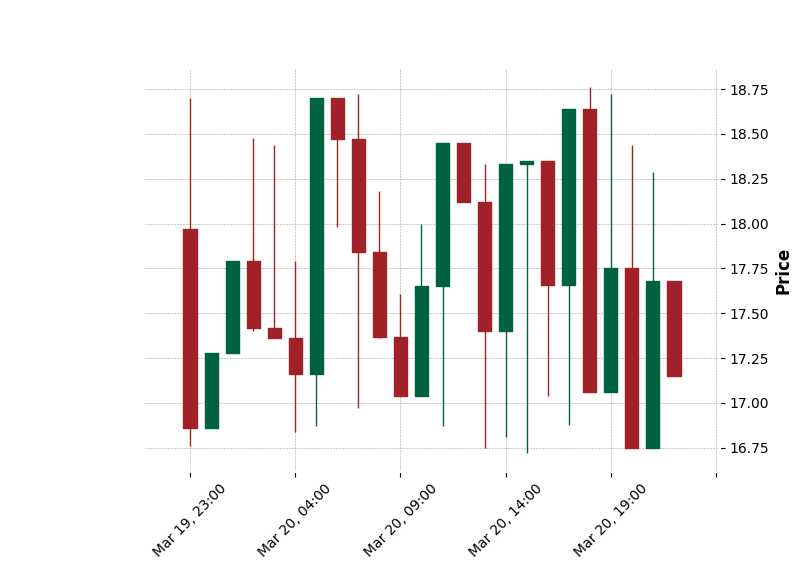 18.75
18.50
18.25
18.00
17.75
17.50
17.25
17.00
16.75
Price
Mar 19, 23:00
Mar 20, 04:00
Mar 20, 09:00
Mar 20, 14:00
Mar 20, 19:00